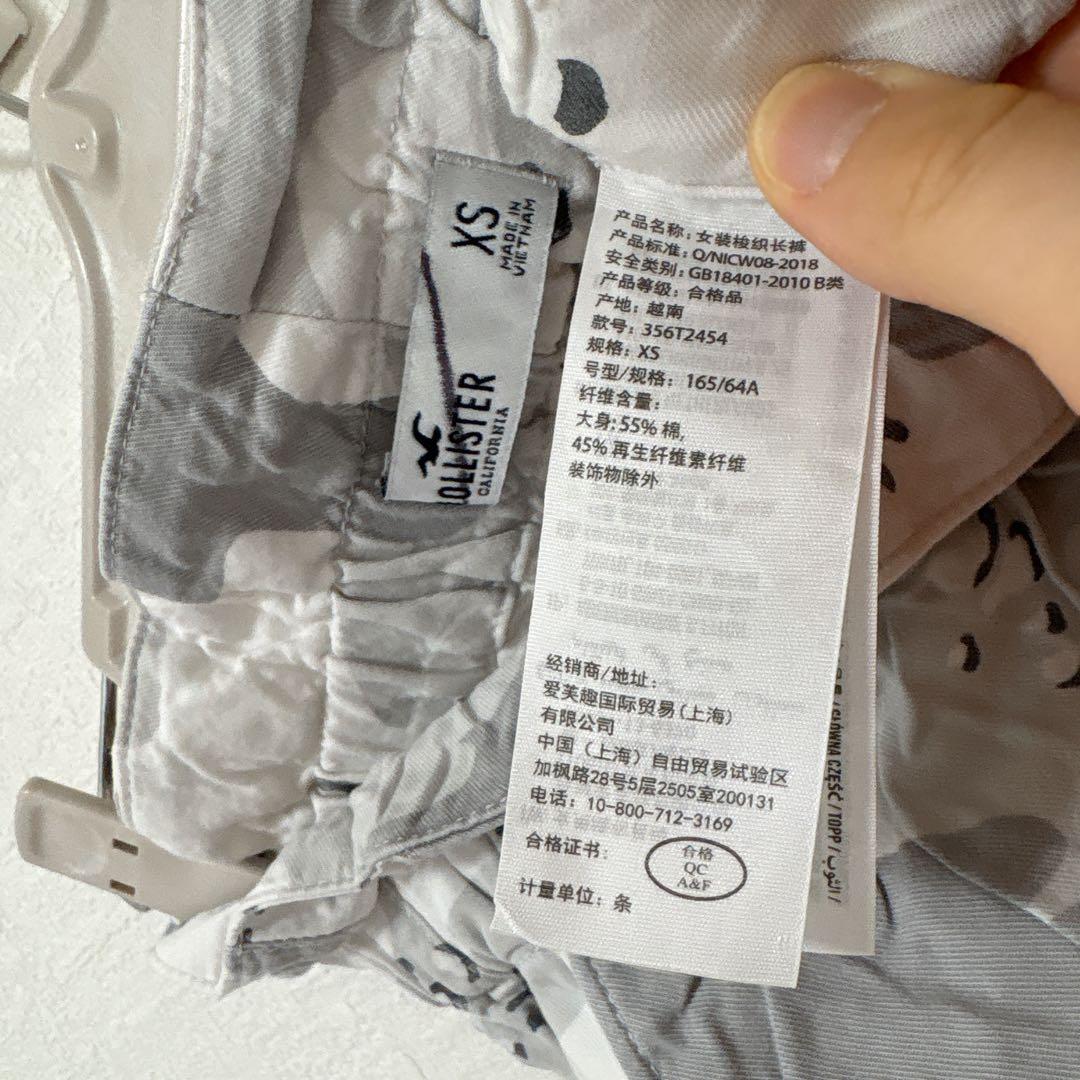 XS
MADE IN
VIETNAM
HOLLISTER
CALIFORNIA
产品名称: 女装梭织长裤
产品标准: Q/NICW08-2018
安全类别: GB18401-2010 B类
产品等级: 合格品
产地: 越南
款号: 356T2454
规格: XS
号型/规格: 165/64A
纤维含量:
大身: 55% 棉,
45% 再生纤维素纤维
装饰物除外
经销商/地址:
爱芙趣国际贸易(上海)
有限公司
中国(上海)自由贸易试验区
加枫路28号5层2505室200131
电话: 10-800-712-3169
合格证书:
合格
QC
A&F
计量单位: 条
GŁÓWNA CZĘŚĆ / TOPP / الثوب /